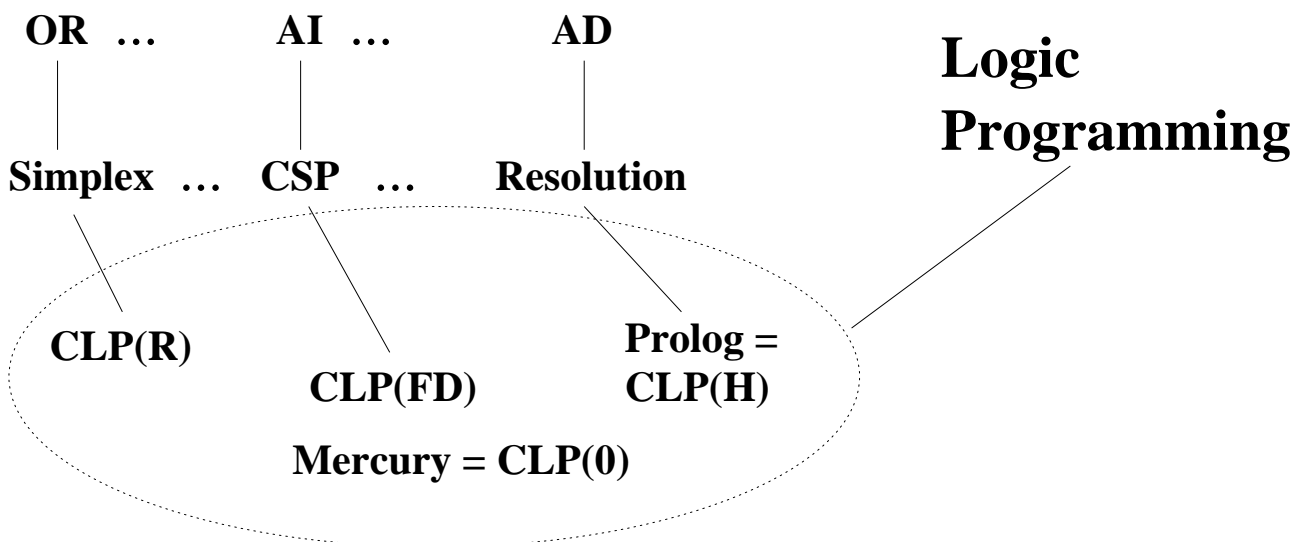 OR ... AI ... AD
Logic
Programming
Simplex ... CSP ... Resolution
CLP(R)
Prolog =
CLP(H)
CLP(FD)
Mercury = CLP(0)